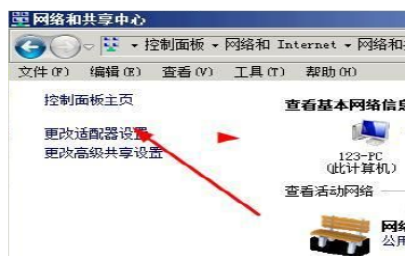 网络和共享中心
▾ 控制面板 ▾ 网络和 Internet ▾ 网络和
文件(F) 编辑(E) 查看(V) 工具(T) 帮助(H)
控制面板主页
更改适配器设置
更改高级共享设置
查看基本网络信息
123-PC
(此计算机)
查看活动网络
网络
公用